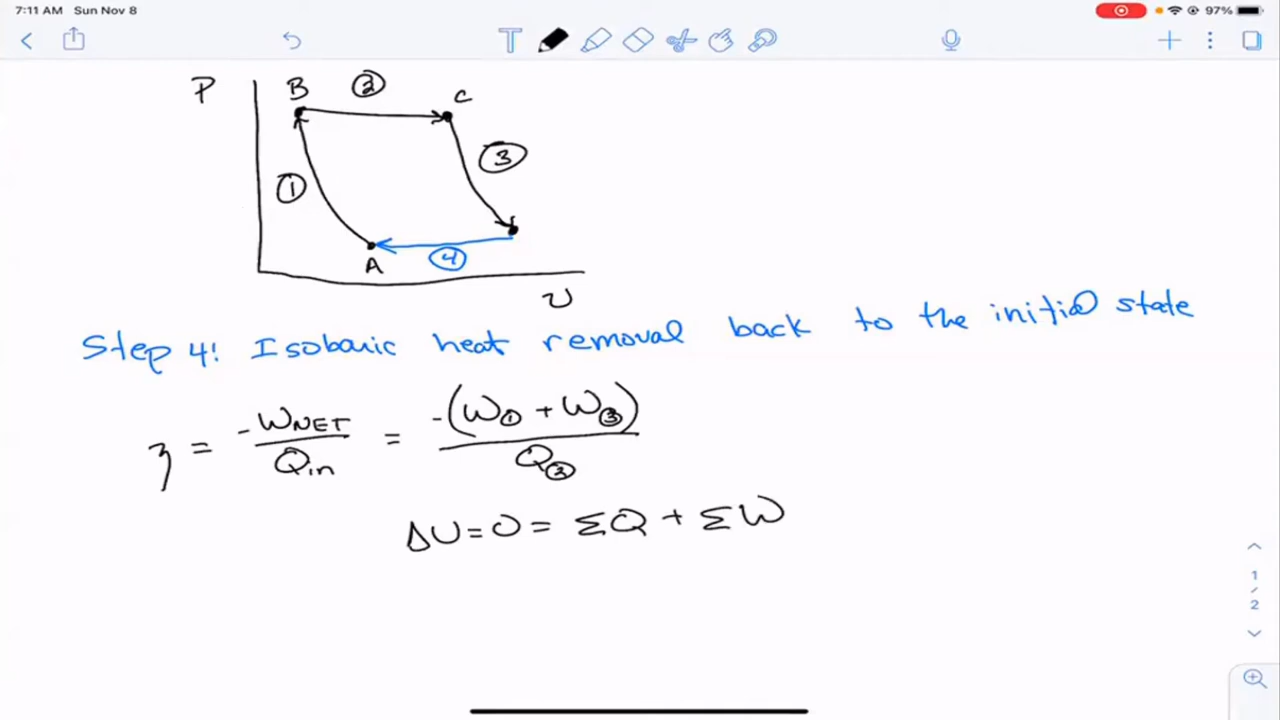 7:11 AM Sun Nov 8
97%
T
P
B
②
C
①
③
④
A
V
Step 4! Isobaric heat removal back to the initial state
η = -W_NET / Q_in = -(W_① + W_③) / Q_②
ΔU = 0 = ΣQ + ΣW
1
/
2